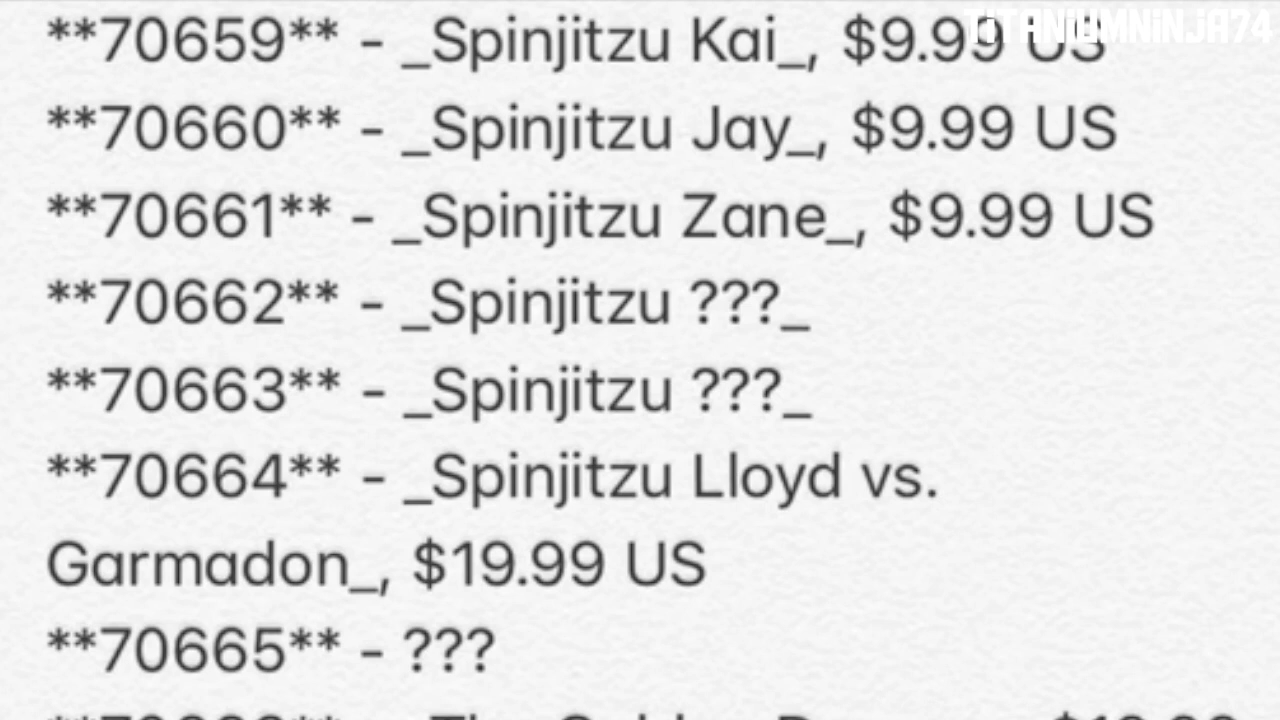 TITANIUMNINJA74
**70659** - _Spinjitzu Kai_, $9.99 US
**70660** - _Spinjitzu Jay_, $9.99 US
**70661** - _Spinjitzu Zane_, $9.99 US
**70662** - _Spinjitzu ???_
**70663** - _Spinjitzu ???_
**70664** - _Spinjitzu Lloyd vs.
Garmadon_, $19.99 US
**70665** - ???